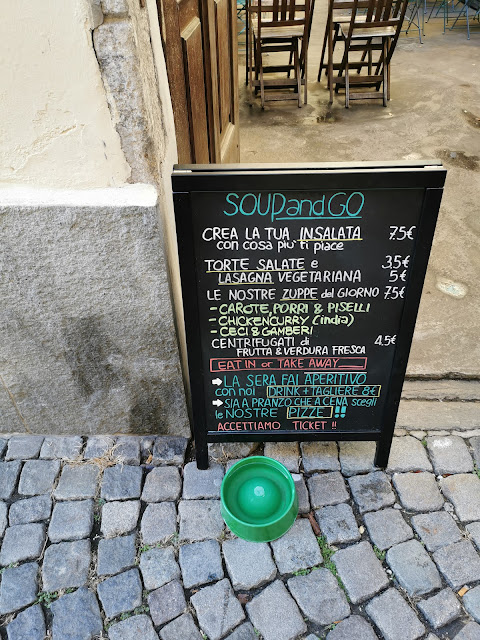 SOUPandGO
CREA LA TUA INSALATA 7.5€
con cosa più ti piace
TORTE SALATE e 3,5€
LASAGNA VEGETARIANA 5€
LE NOSTRE ZUPPE del GIORNO 7.5€
- CAROTE, PORRI & PISELLI
- CHICKENCURRY (india)
- CECI & GAMBERI
CENTRIFUGATI di 4.5€
FRUTTA & VERDURA FRESCA
EAT IN or TAKE AWAY
➡LA SERA FAI APERITIVO
con noi DRINK + TAGLIERE 8€
➡SIA A PRANZO CHE A CENA scegli
le NOSTRE PIZZE !!
ACCETTIAMO TICKET !!